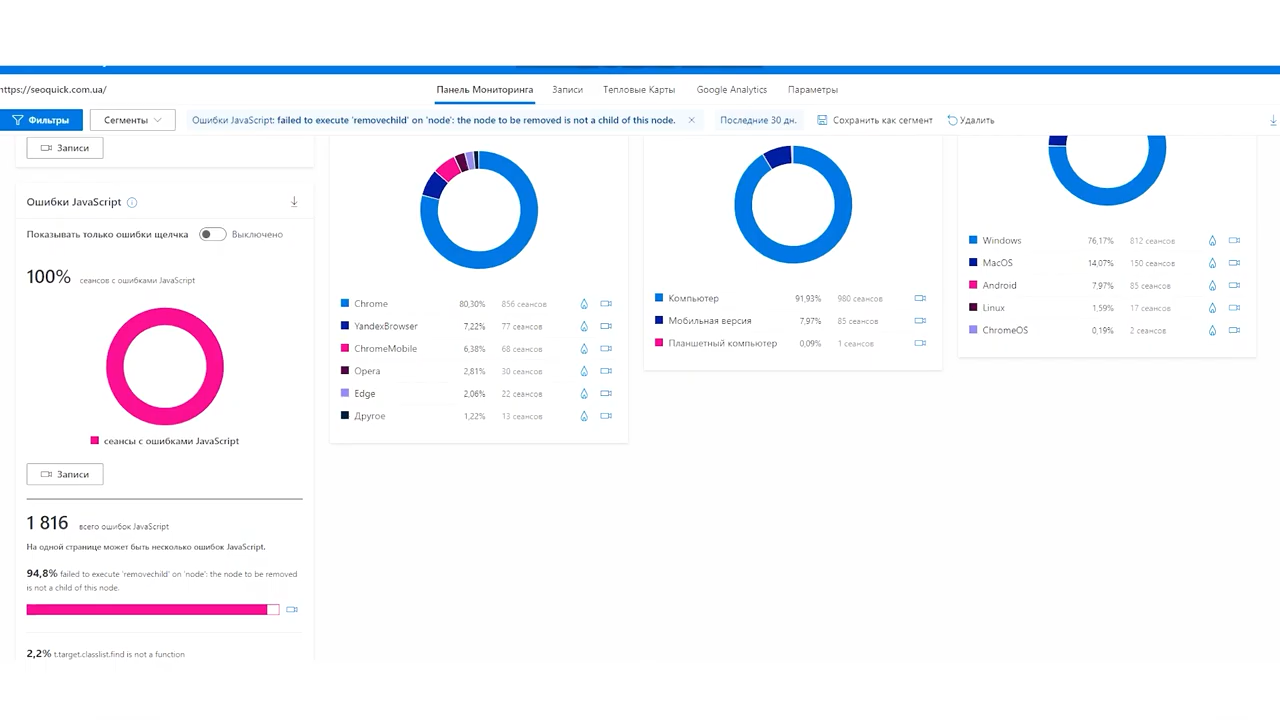 https://seoquick.com.ua/
Панель Мониторинга Записи Тепловые Карты Google Analytics Параметры
Фильтры Сегменты Ошибки JavaScript: failed to execute 'removechild' on 'node': the node to be removed is not a child of this node. Последние 30 дн. Сохранить как сегмент Удалить
Записи
Ошибки JavaScript
Показывать только ошибки щелчка Выключено
100% сеансов с ошибками JavaScript
сеансы с ошибками JavaScript
Записи
1 816 всего ошибок JavaScript
На одной странице может быть несколько ошибок JavaScript.
94,8% failed to execute 'removechild' on 'node': the node to be removed
is not a child of this node.
2,2% t.target.classlist.find is not a function
Chrome 80,30% 856 сеансов
YandexBrowser 7,22% 77 сеансов
ChromeMobile 6,38% 68 сеансов
Opera 2,81% 30 сеансов
Edge 2,06% 22 сеансов
Другое 1,22% 13 сеансов
Компьютер 91,93% 980 сеансов
Мобильная версия 7,97% 85 сеансов
Планшетный компьютер 0,09% 1 сеансов
Windows 76,17% 812 сеансов
MacOS 14,07% 150 сеансов
Android 7,97% 85 сеансов
Linux 1,59% 17 сеансов
ChromeOS 0,19% 2 сеансов